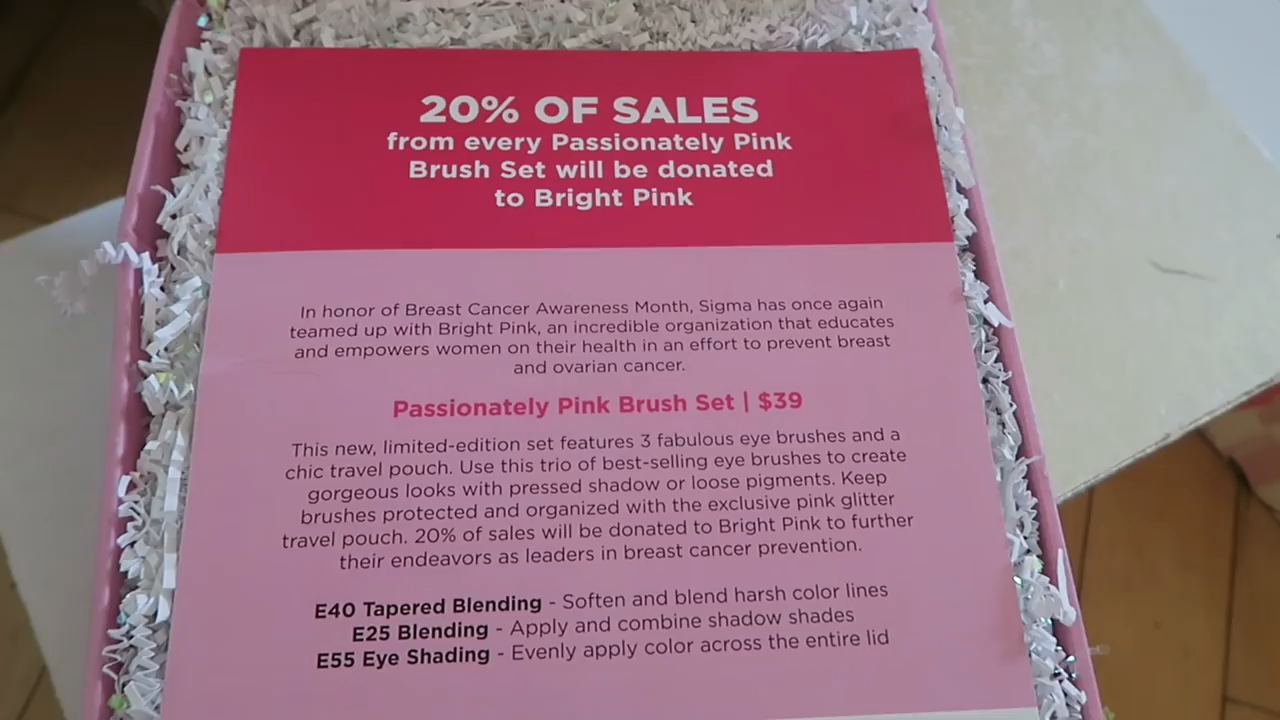 20% OF SALES
from every Passionately Pink
Brush Set will be donated
to Bright Pink
In honor of Breast Cancer Awareness Month, Sigma has once again
teamed up with Bright Pink, an incredible organization that educates
and empowers women on their health in an effort to prevent breast
and ovarian cancer.
Passionately Pink Brush Set | $39
This new, limited-edition set features 3 fabulous eye brushes and a
chic travel pouch. Use this trio of best-selling eye brushes to create
gorgeous looks with pressed shadow or loose pigments. Keep
brushes protected and organized with the exclusive pink glitter
travel pouch. 20% of sales will be donated to Bright Pink to further
their endeavors as leaders in breast cancer prevention.
E40 Tapered Blending - Soften and blend harsh color lines
E25 Blending - Apply and combine shadow shades
E55 Eye Shading - Evenly apply color across the entire lid